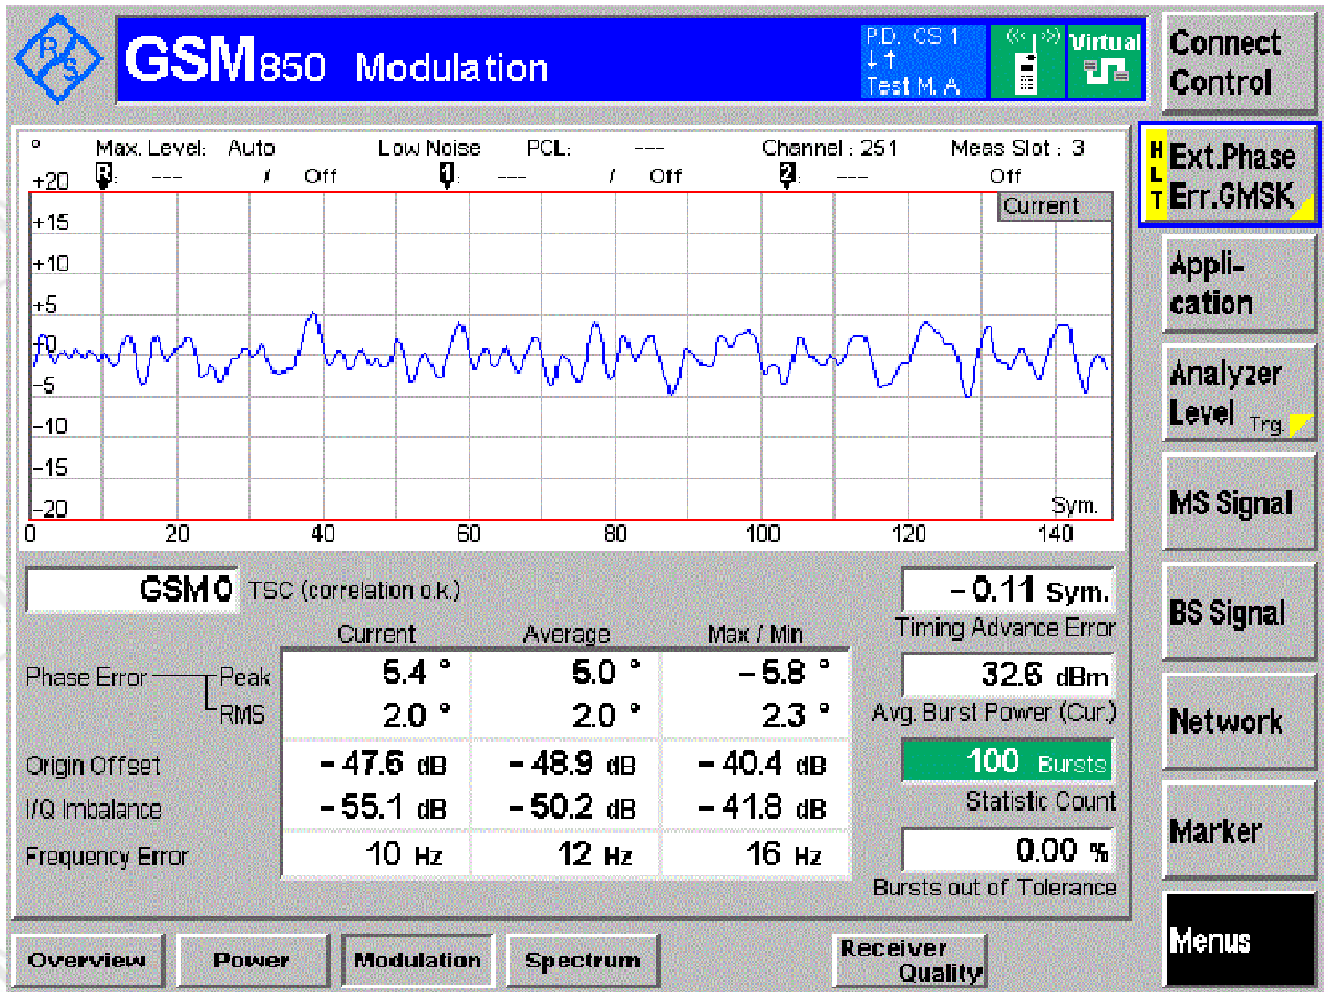 R S
GSM850 Modulation
P.D. CS 1
Test M. A.
Virtual
Connect
Control
° Max. Level: Auto Low Noise PCL: --- Channel : 251 Meas Slot : 3
R: --- / Off 1: --- / Off 2: --- Off
Current
+20
+15
+10
+5
+0
-5
-10
-15
-20
Sym.
0 20 40 60 80 100 120 140
HLT
Ext.Phase
Err.GMSK
Appli-
cation
Analyzer
Level Trg.
MS Signal
BS Signal
Network
Marker
Menus
GSM 0 TSC (correlation o.k.)
Current Average Max / Min
Phase Error Peak 5.4 ° 5.0 ° -5.8 °
RMS 2.0 ° 2.0 ° 2.3 °
Origin Offset -47.6 dB -48.9 dB -40.4 dB
I/Q Imbalance -55.1 dB -50.2 dB -41.8 dB
Frequency Error 10 Hz 12 Hz 16 Hz
-0.11 Sym.
Timing Advance Error
32.6 dBm
Avg. Burst Power (Cur.)
100 Bursts
Statistic Count
0.00 %
Bursts out of Tolerance
Overview Power Modulation Spectrum
Receiver
Quality